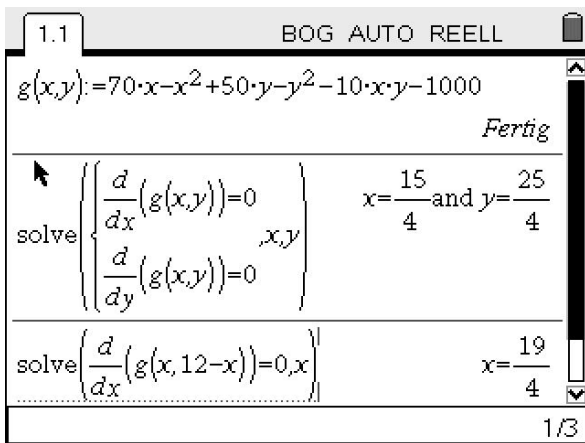 1.1 BOG AUTO REELL
g(x,y):=70·x−x²+50·y−y²−10·x·y−1000
Fertig
solve({d/dx(g(x,y))=0, d/dy(g(x,y))=0 ,x,y) x=15/4 and y=25/4
solve(d/dx(g(x,12−x))=0,x) x=19/4
1/3